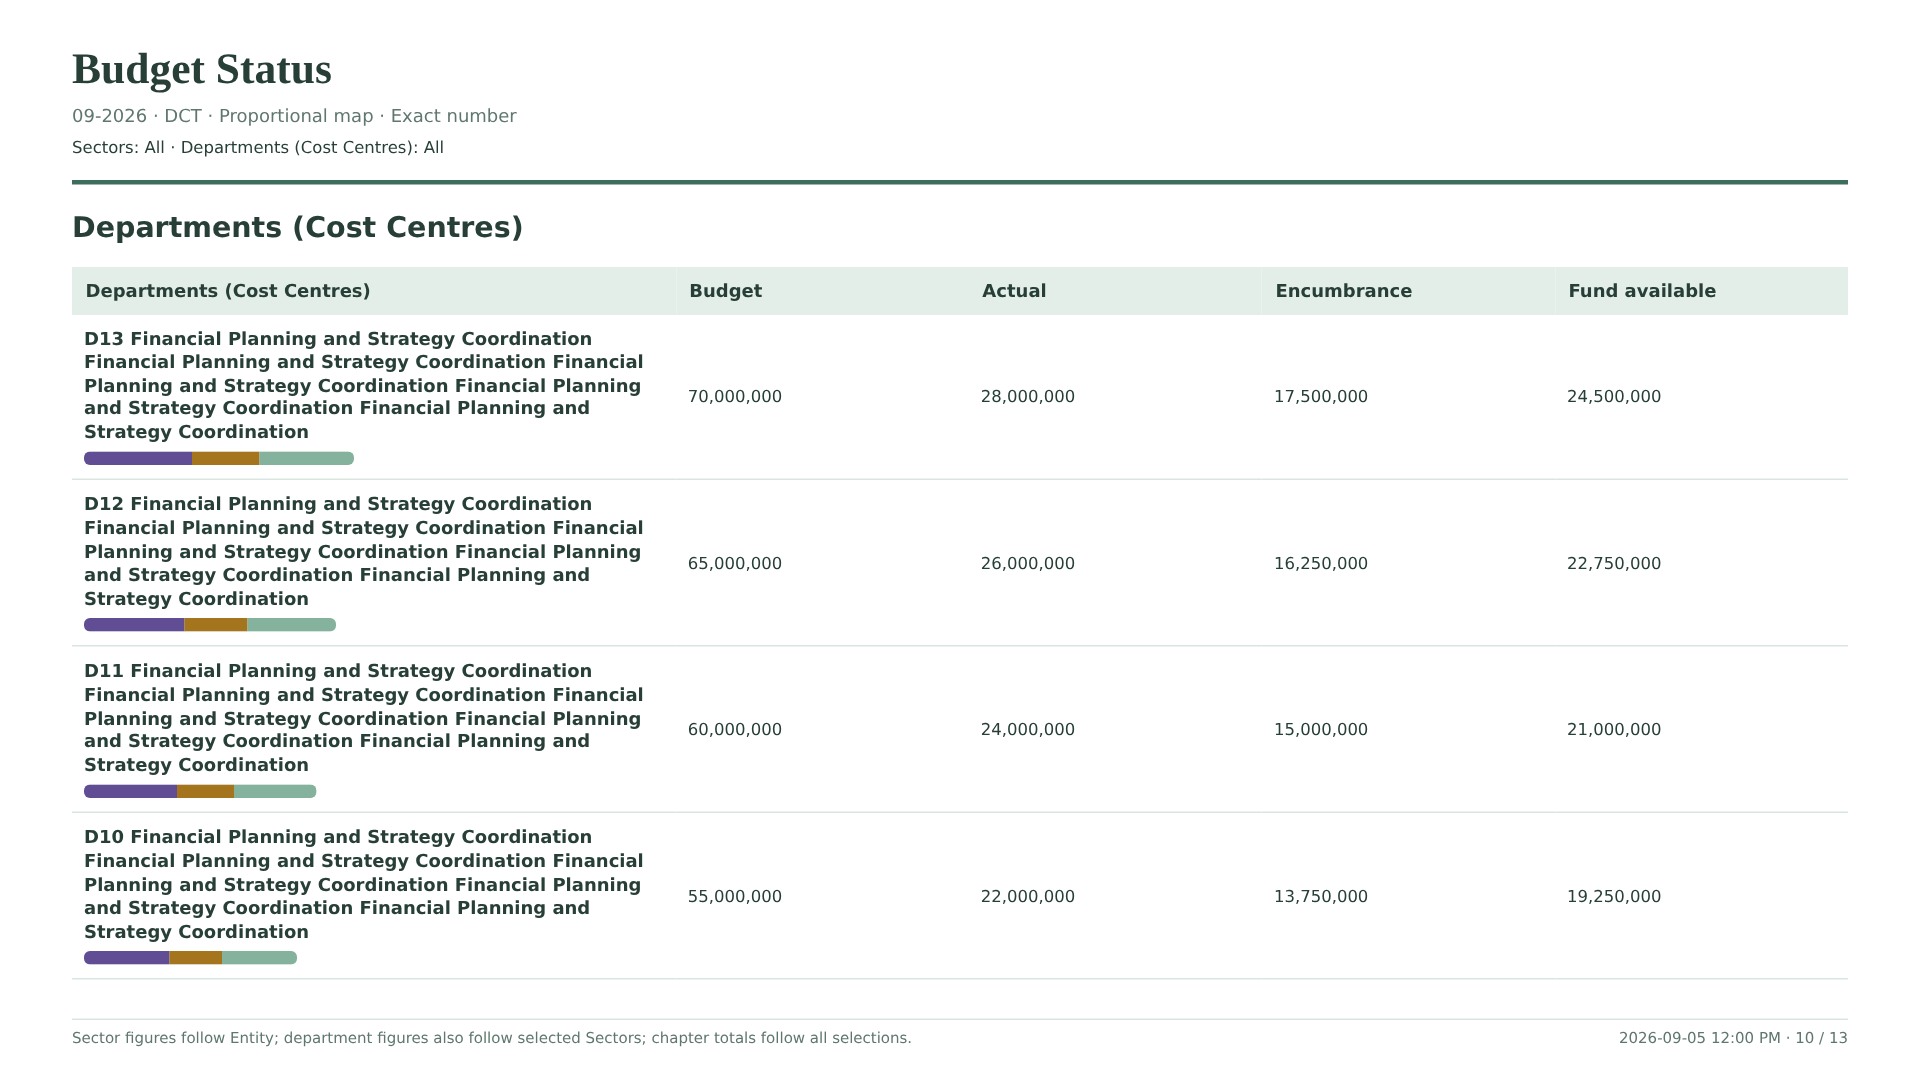 Budget Status
09-2026 · DCT · Proportional map · Exact number
Sectors: All · Departments (Cost Centres): All
Departments (Cost Centres)
Departments (Cost Centres) Budget Actual Encumbrance Fund available
D13 Financial Planning and Strategy Coordination
Financial Planning and Strategy Coordination Financial
Planning and Strategy Coordination Financial Planning
and Strategy Coordination Financial Planning and
Strategy Coordination
70,000,000 28,000,000 17,500,000 24,500,000
D12 Financial Planning and Strategy Coordination
Financial Planning and Strategy Coordination Financial
Planning and Strategy Coordination Financial Planning
and Strategy Coordination Financial Planning and
Strategy Coordination
65,000,000 26,000,000 16,250,000 22,750,000
D11 Financial Planning and Strategy Coordination
Financial Planning and Strategy Coordination Financial
Planning and Strategy Coordination Financial Planning
and Strategy Coordination Financial Planning and
Strategy Coordination
60,000,000 24,000,000 15,000,000 21,000,000
D10 Financial Planning and Strategy Coordination
Financial Planning and Strategy Coordination Financial
Planning and Strategy Coordination Financial Planning
and Strategy Coordination Financial Planning and
Strategy Coordination
55,000,000 22,000,000 13,750,000 19,250,000
Sector figures follow Entity; department figures also follow selected Sectors; chapter totals follow all selections.
2026-09-05 12:00 PM · 10 / 13